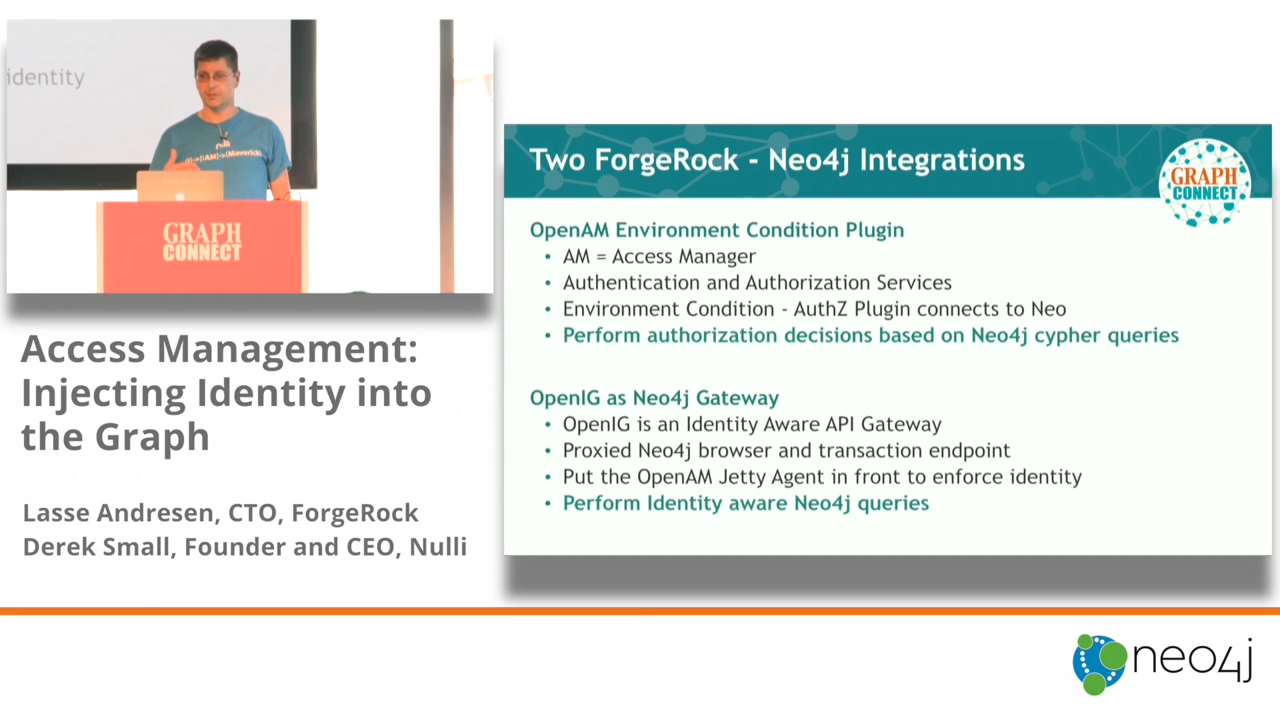 identity
nulli
(I)->[:AM]->(Maverick)
GRAPH
CONNECT
Access Management:
Injecting Identity into
the Graph
Lasse Andresen, CTO, ForgeRock
Derek Small, Founder and CEO, Nulli
Two ForgeRock - Neo4j Integrations
GRAPH
CONNECT
OpenAM Environment Condition Plugin
• AM = Access Manager
• Authentication and Authorization Services
• Environment Condition - AuthZ Plugin connects to Neo
• Perform authorization decisions based on Neo4j cypher queries
OpenIG as Neo4j Gateway
• OpenIG is an Identity Aware API Gateway
• Proxied Neo4j browser and transaction endpoint
• Put the OpenAM Jetty Agent in front to enforce identity
• Perform Identity aware Neo4j queries
neo4j